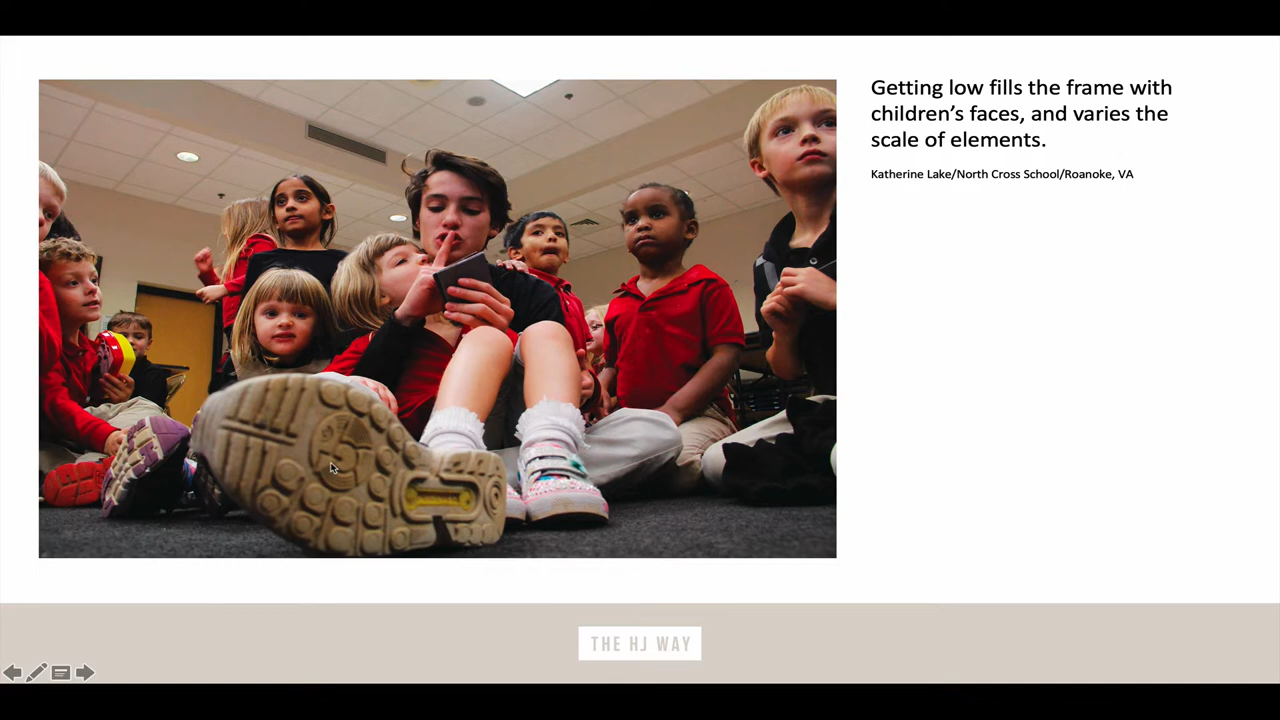 Getting low fills the frame with
children’s faces, and varies the
scale of elements.
Katherine Lake/North Cross School/Roanoke, VA
THE HJ WAY